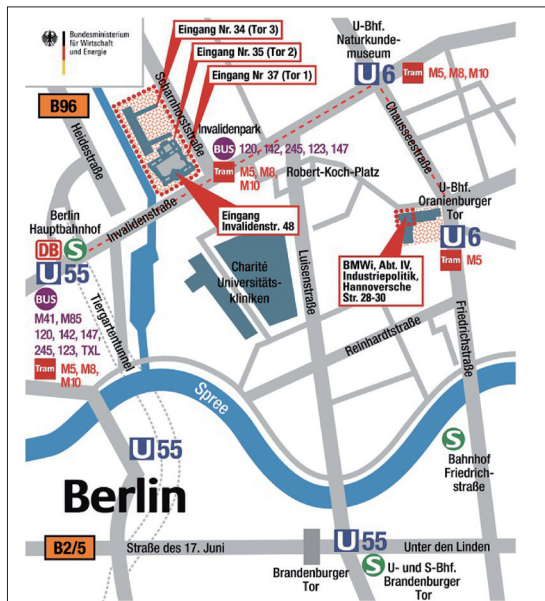 Bundesministerium
für Wirtschaft
und Energie
B96
Heidestraße
Scharnhorststraße
Eingang Nr. 34 (Tor 3)
Eingang Nr. 35 (Tor 2)
Eingang Nr 37 (Tor 1)
U-Bhf.
Naturkunde-
museum
U6 Tram M5, M8, M10
Chausseestraße
Invalidenpark
BUS 120, 142, 245, 123, 147
Tram M5, M8,
M10
Robert-Koch-Platz
Invalidenstraße
Eingang
Invalidenstr. 48
U-Bhf.
Oranienburger
Tor
U6
Tram M5
BMWi, Abt. IV,
Industriepolitik,
Hannoversche
Str. 28-30
Berlin
Hauptbahnhof
DB S
U55
BUS
M41, M85
120, 142, 147,
245, 123, TXL
Tram M5, M8,
M10
Tiergartentunnel
Charité
Universitäts-
kliniken
Luisenstraße
Reinhardtstraße
Friedrichstraße
Spree
U55
S
Bahnhof
Friedrich-
straße
Berlin
B2/5
Straße des 17. Juni
Unter den Linden
Brandenburger
Tor
U55
S
U- und S-Bhf.
Brandenburger
Tor